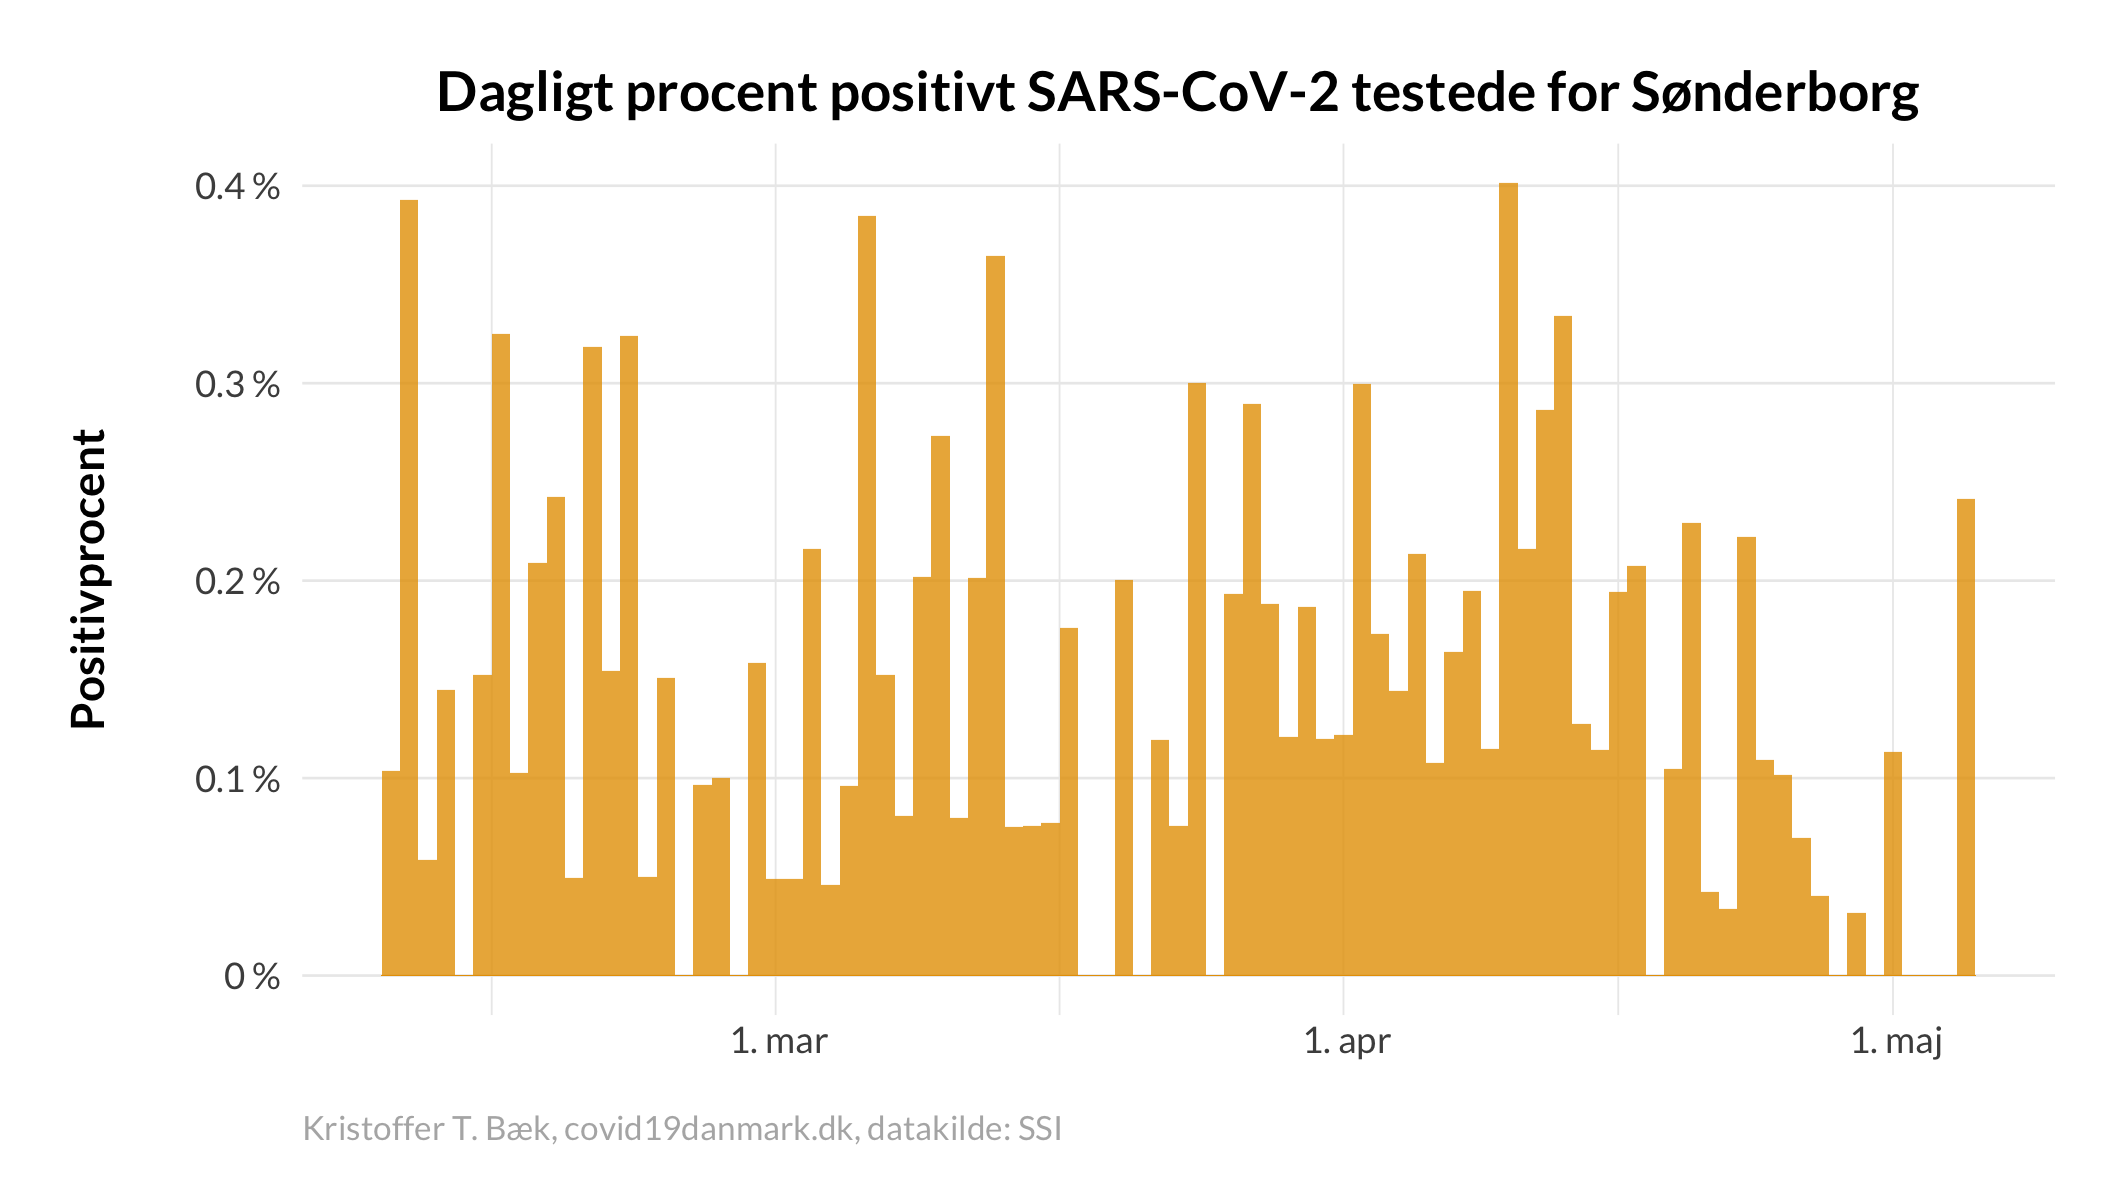 Dagligt procent positivt SARS-CoV-2 testede for Sønderborg
Positivprocent
0.4 %
0.3 %
0.2 %
0.1 %
0 %
1. mar
1. apr
1. maj
Kristoffer T. Bæk, covid19danmark.dk, datakilde: SSI